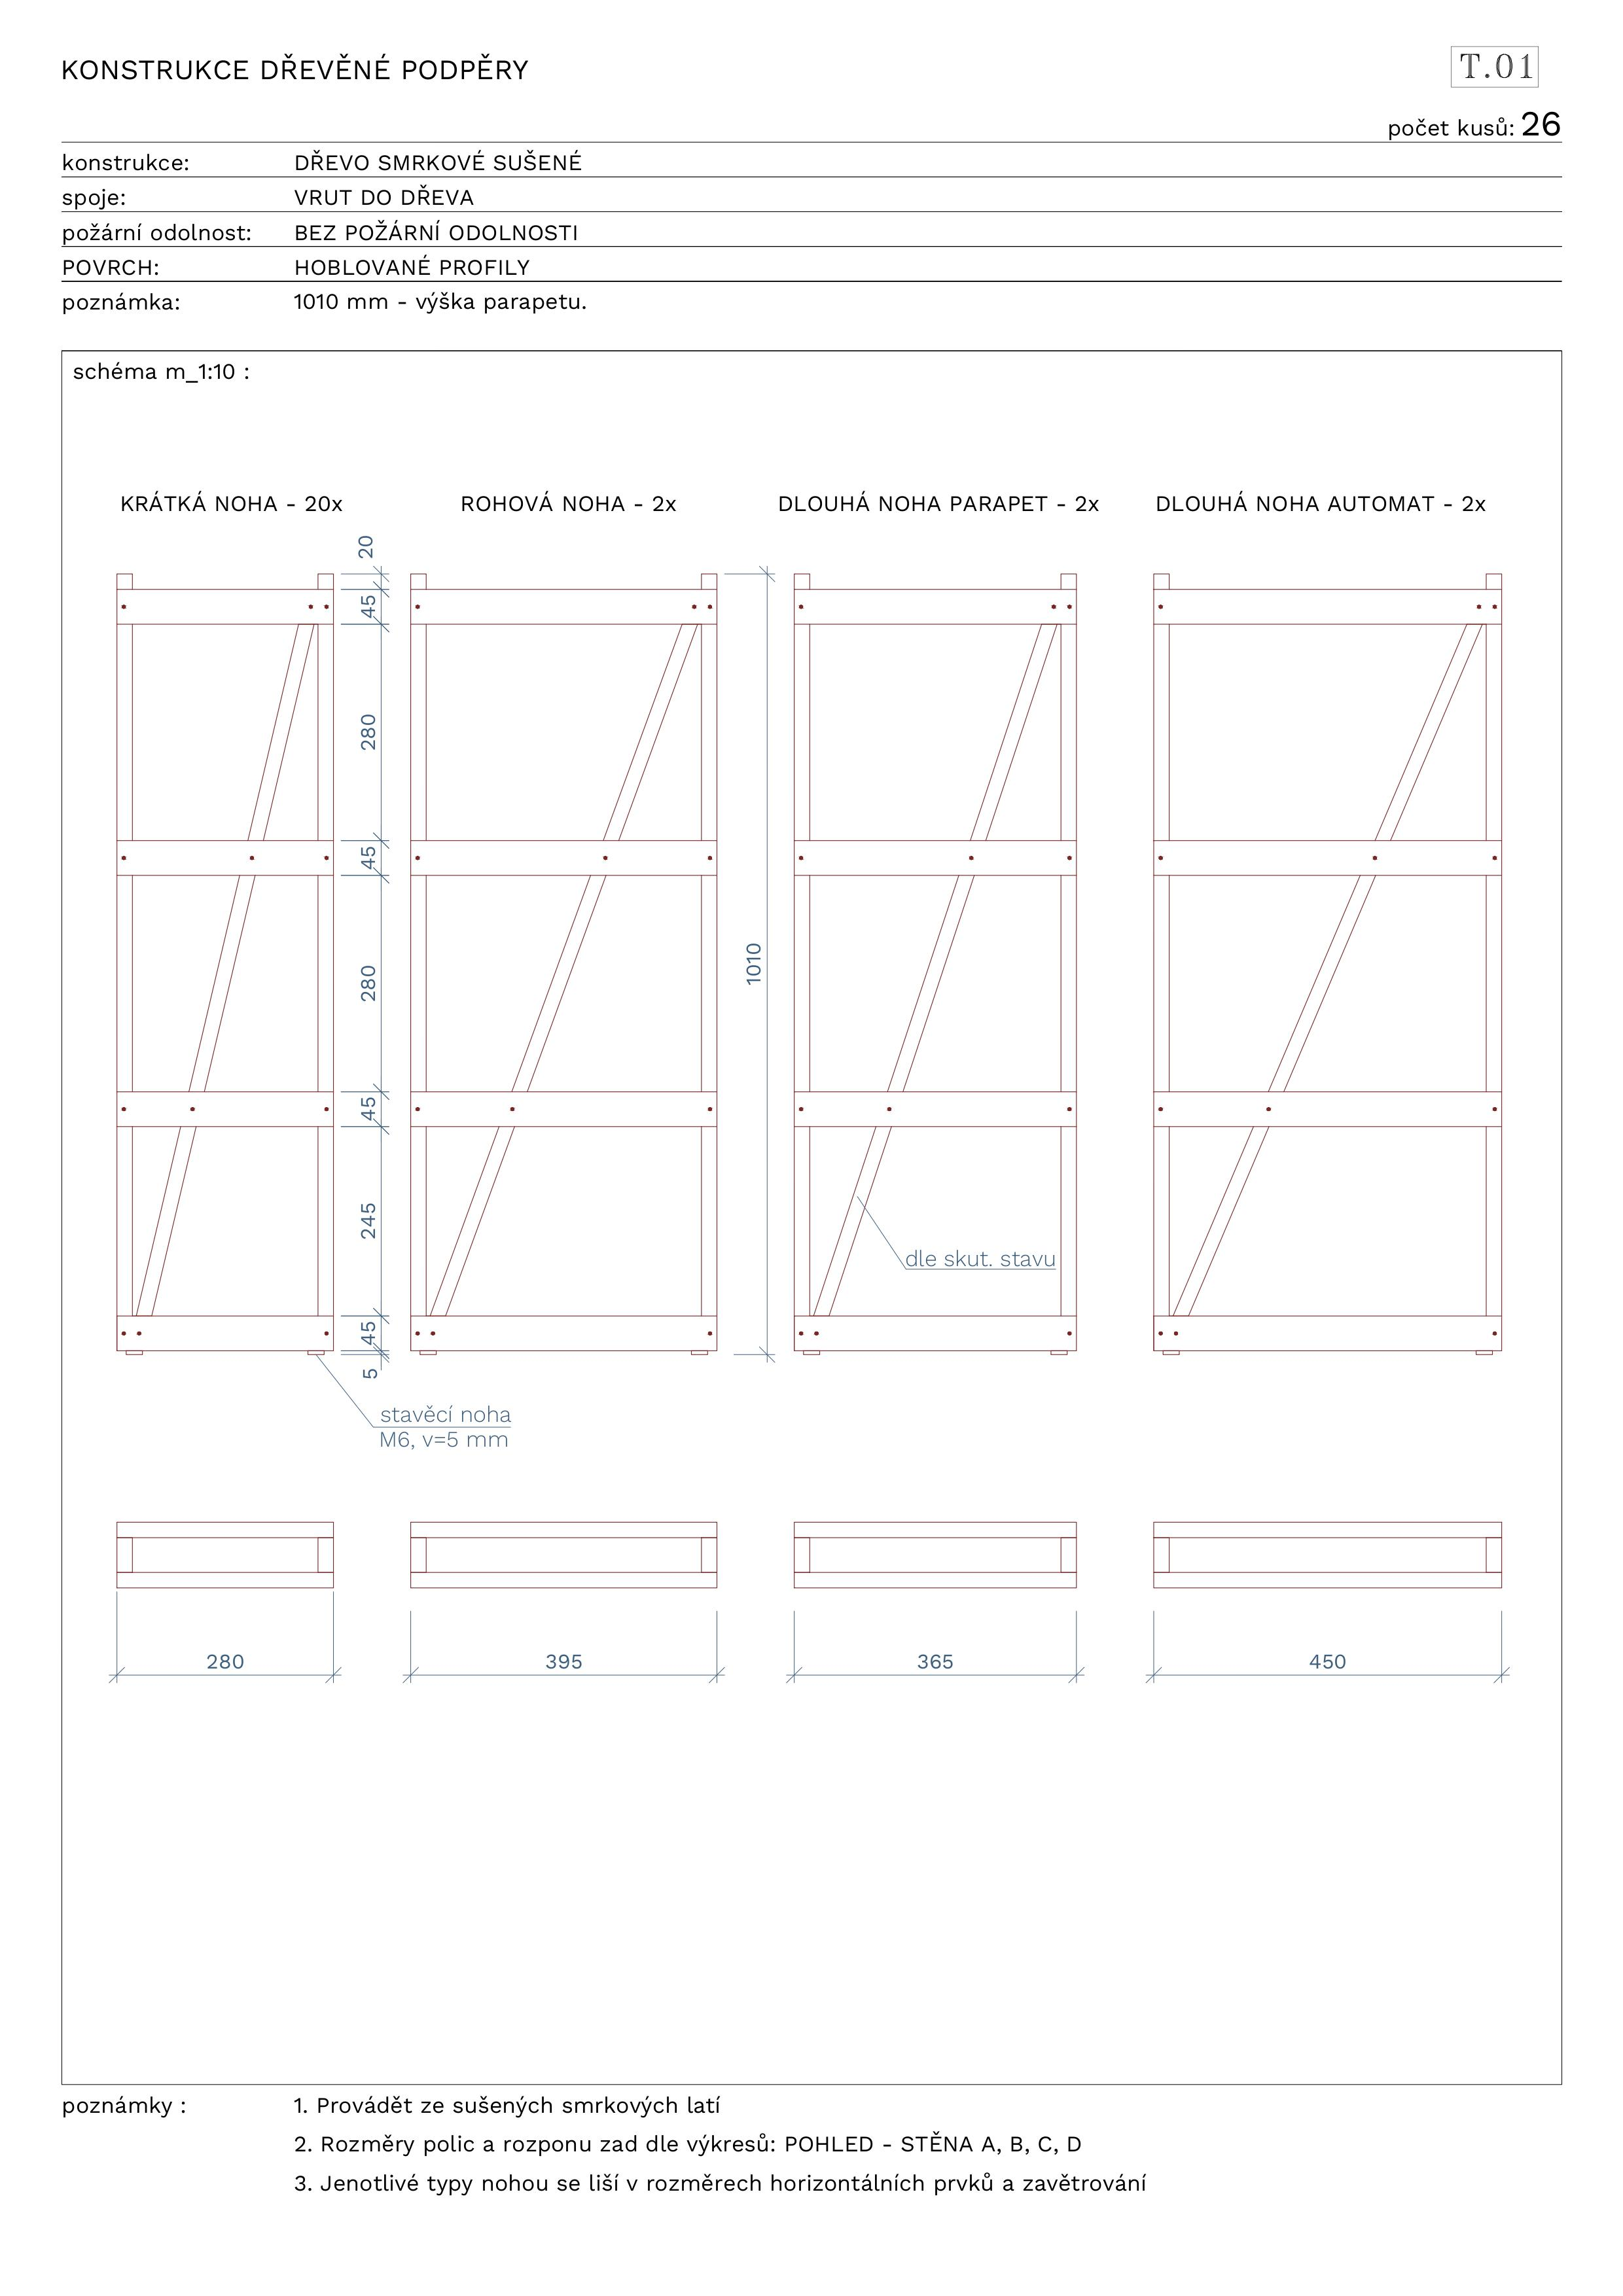 KONSTRUKCE DŘEVĚNÉ PODPĚRY
T.01
počet kusů: 26
konstrukce: DŘEVO SMRKOVÉ SUŠENÉ
spoje: VRUT DO DŘEVA
požární odolnost: BEZ POŽÁRNÍ ODOLNOSTI
POVRCH: HOBLOVANÉ PROFILY
poznámka: 1010 mm - výška parapetu.
schéma m_1:10 :
KRÁTKÁ NOHA - 20x
ROHOVÁ NOHA - 2x
DLOUHÁ NOHA PARAPET - 2x
DLOUHÁ NOHA AUTOMAT - 2x
20
45
280
45
280
45
245
45
5
1010
dle skut. stavu
stavěcí noha
M6, v=5 mm
280
395
365
450
poznámky : 1. Provádět ze sušených smrkových latí
2. Rozměry polic a rozponu zad dle výkresů: POHLED - STĚNA A, B, C, D
3. Jenotlivé typy nohou se liší v rozměrech horizontálních prvků a zavětrování